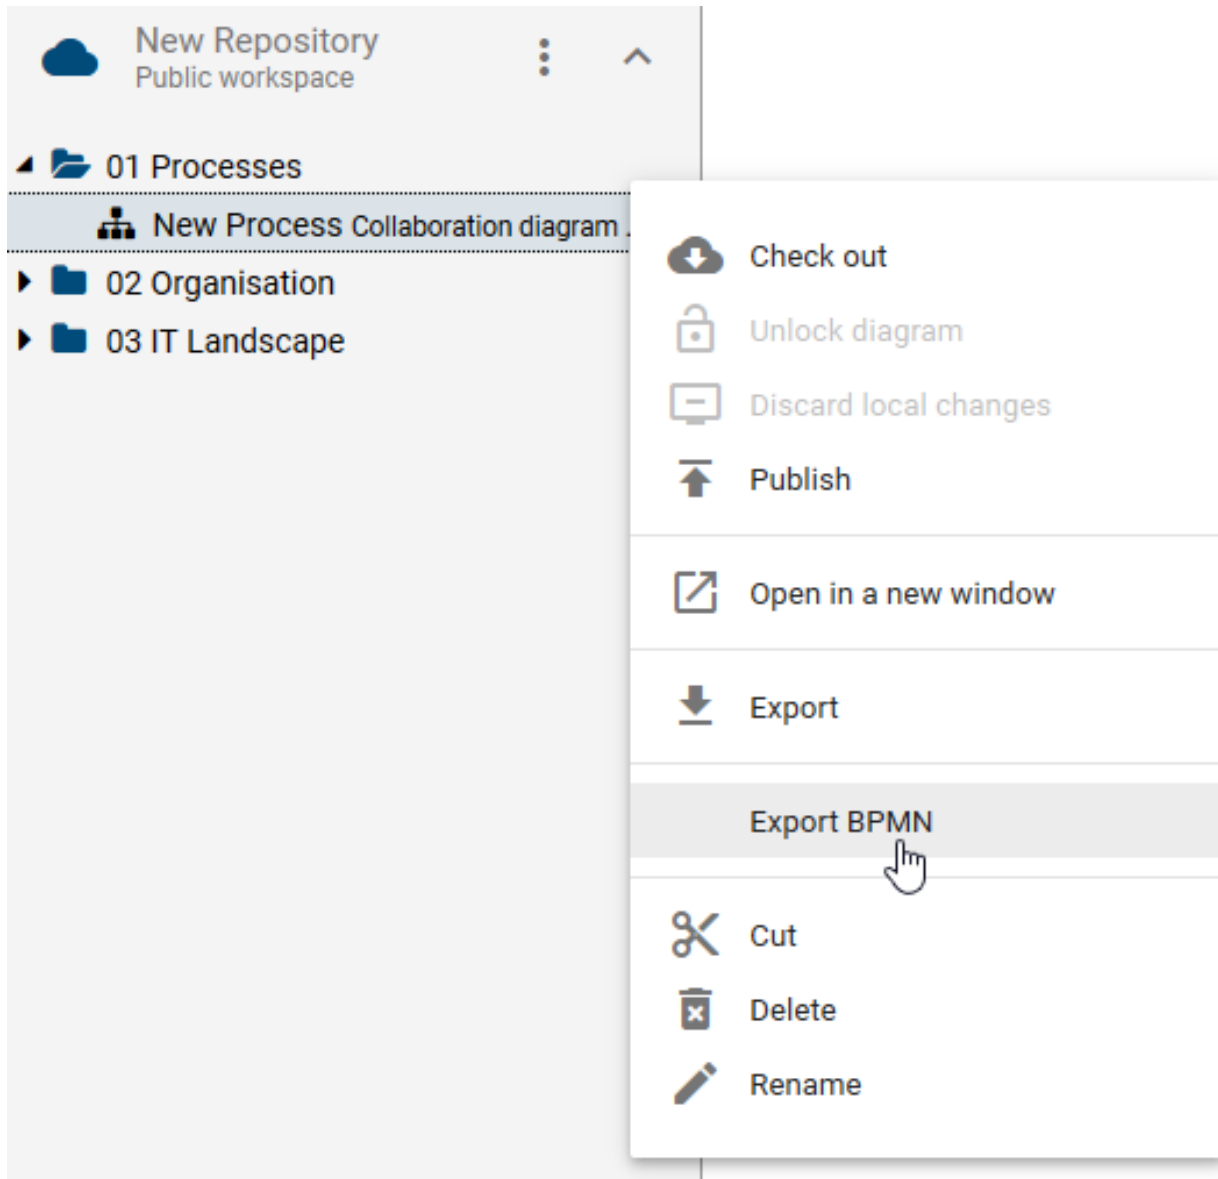 New Repository
Public workspace
01 Processes
New Process Collaboration diagram .
02 Organisation
03 IT Landscape
Check out
Unlock diagram
Discard local changes
Publish
Open in a new window
Export
Export BPMN
Cut
Delete
Rename